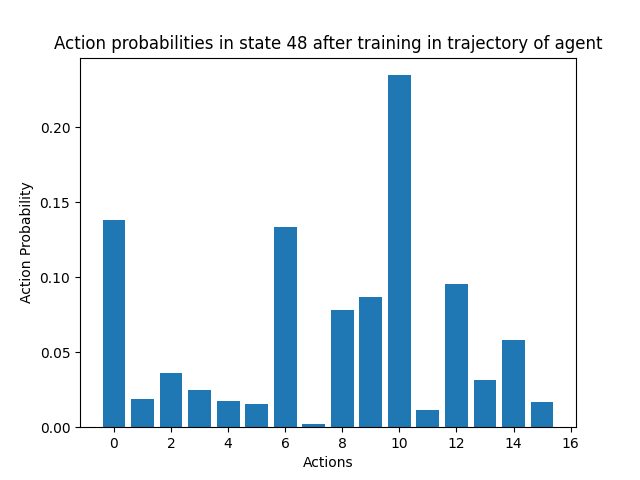 Action probabilities in state 48 after training in trajectory of agent
Action Probability
0.20
0.15
0.10
0.05
0.00
0 2 4 6 8 10 12 14 16
Actions